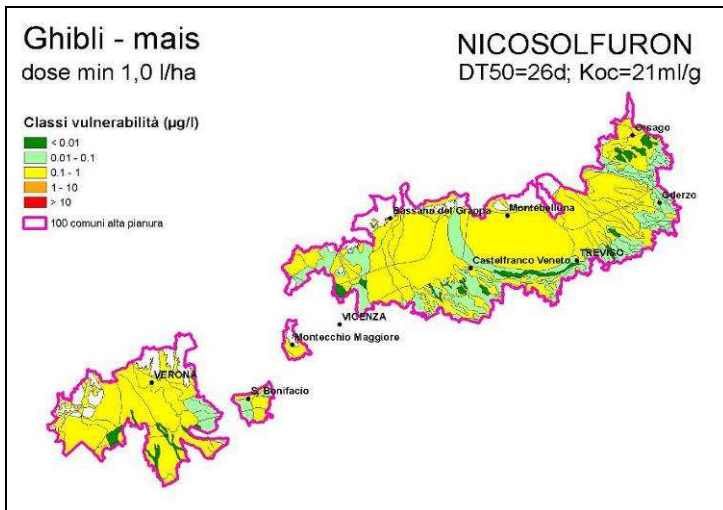 Ghibli - mais
dose min 1,0 l/ha
NICOSOLFURON
DT50=26d; Koc=21ml/g
Classi vulnerabilità (µg/l)
< 0.01
0.01 - 0.1
0.1 - 1
1 - 10
> 10
100 comuni alta pianura
Orsago
Oderzo
Bassano del Grappa
Montebelluna
Castelfranco Veneto
TREVISO
VICENZA
Montecchio Maggiore
VERONA
S. Bonifacio